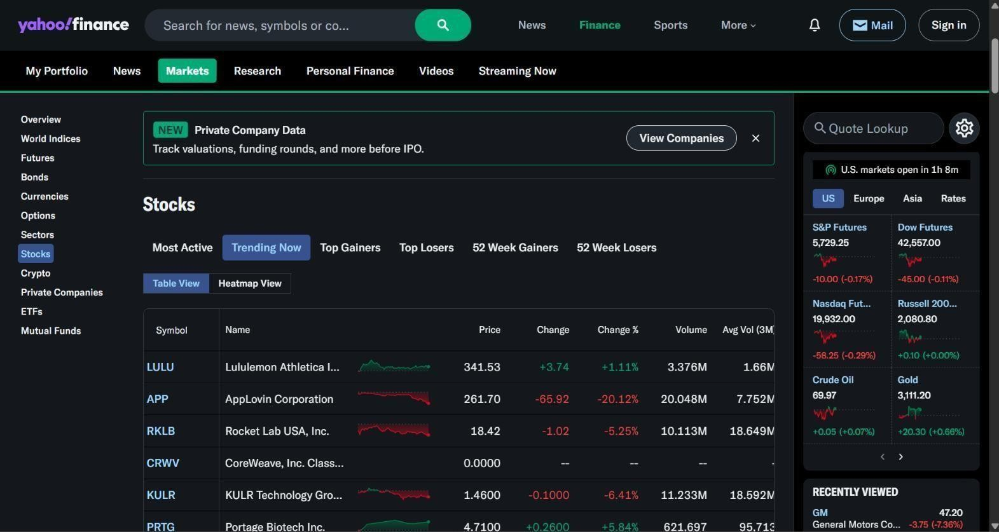 yahoo!finance
Search for news, symbols or co...
News
Finance
Sports
More
Mail
Sign in
My Portfolio
News
Markets
Research
Personal Finance
Videos
Streaming Now
Overview
World Indices
Futures
Bonds
Currencies
Options
Sectors
Stocks
Crypto
Private Companies
ETFs
Mutual Funds
NEW Private Company Data
Track valuations, funding rounds, and more before IPO.
View Companies
Stocks
Most Active
Trending Now
Top Gainers
Top Losers
52 Week Gainers
52 Week Losers
Table View
Heatmap View
Symbol Name Price Change Change % Volume Avg Vol (3M)
LULU Lululemon Athletica I... 341.53 +3.74 +1.11% 3.376M 1.66M
APP AppLovin Corporation 261.70 -65.92 -20.12% 20.048M 7.752M
RKLB Rocket Lab USA, Inc. 18.42 -1.02 -5.25% 10.113M 18.649M
CRWV CoreWeave, Inc. Class... 0.0000 -- -- -- -
KULR KULR Technology Gro... 1.4600 -0.1000 -6.41% 11.233M 18.592M
PRTG Portage Biotech Inc. 4.7100 +0.2600 +5.84% 621.697 95,713
Quote Lookup
U.S. markets open in 1h 8m
US Europe Asia Rates
S&P Futures
5,729.25
-10.00 (-0.17%)
Dow Futures
42,557.00
-45.00 (-0.11%)
Nasdaq Fut...
19,932.00
-58.25 (-0.29%)
Russell 200...
2,080.80
+0.10 (+0.00%)
Crude Oil
69.97
+0.05 (+0.07%)
Gold
3,111.20
+20.30 (+0.66%)
RECENTLY VIEWED
GM 47.20
General Motors Co... -3.75 (-7.36%)